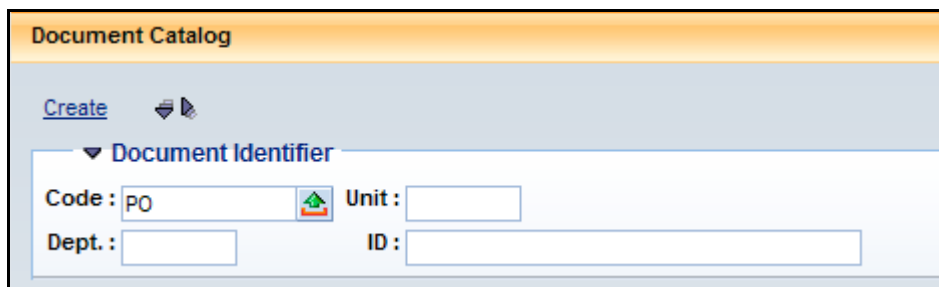 Document Catalog
Create
Document Identifier
Code : PO Unit :
Dept. : ID :